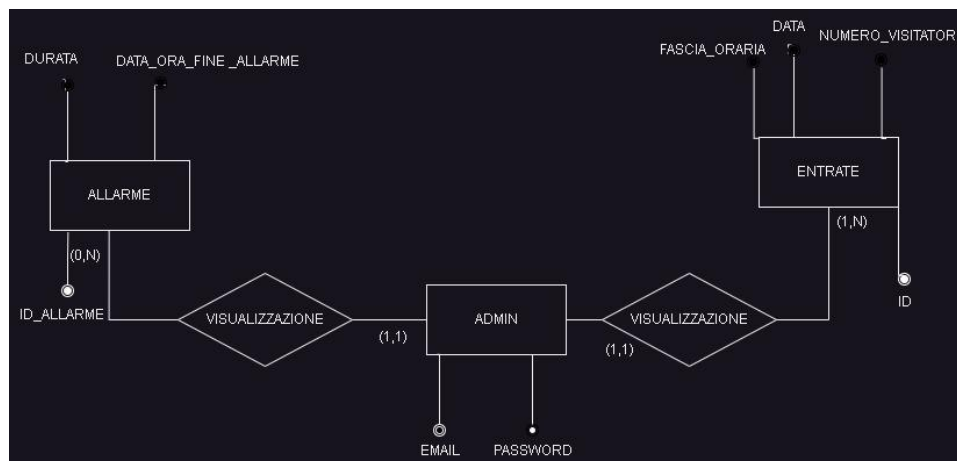 DATA
NUMERO_VISITATOR
FASCIA_ORARIA
DURATA
DATA_ORA_FINE _ALLARME
ALLARME
ENTRATE
(0,N)
(1,N)
ID_ALLARME
VISUALIZZAZIONE
ADMIN
VISUALIZZAZIONE
ID
(1,1)
(1,1)
EMAIL
PASSWORD